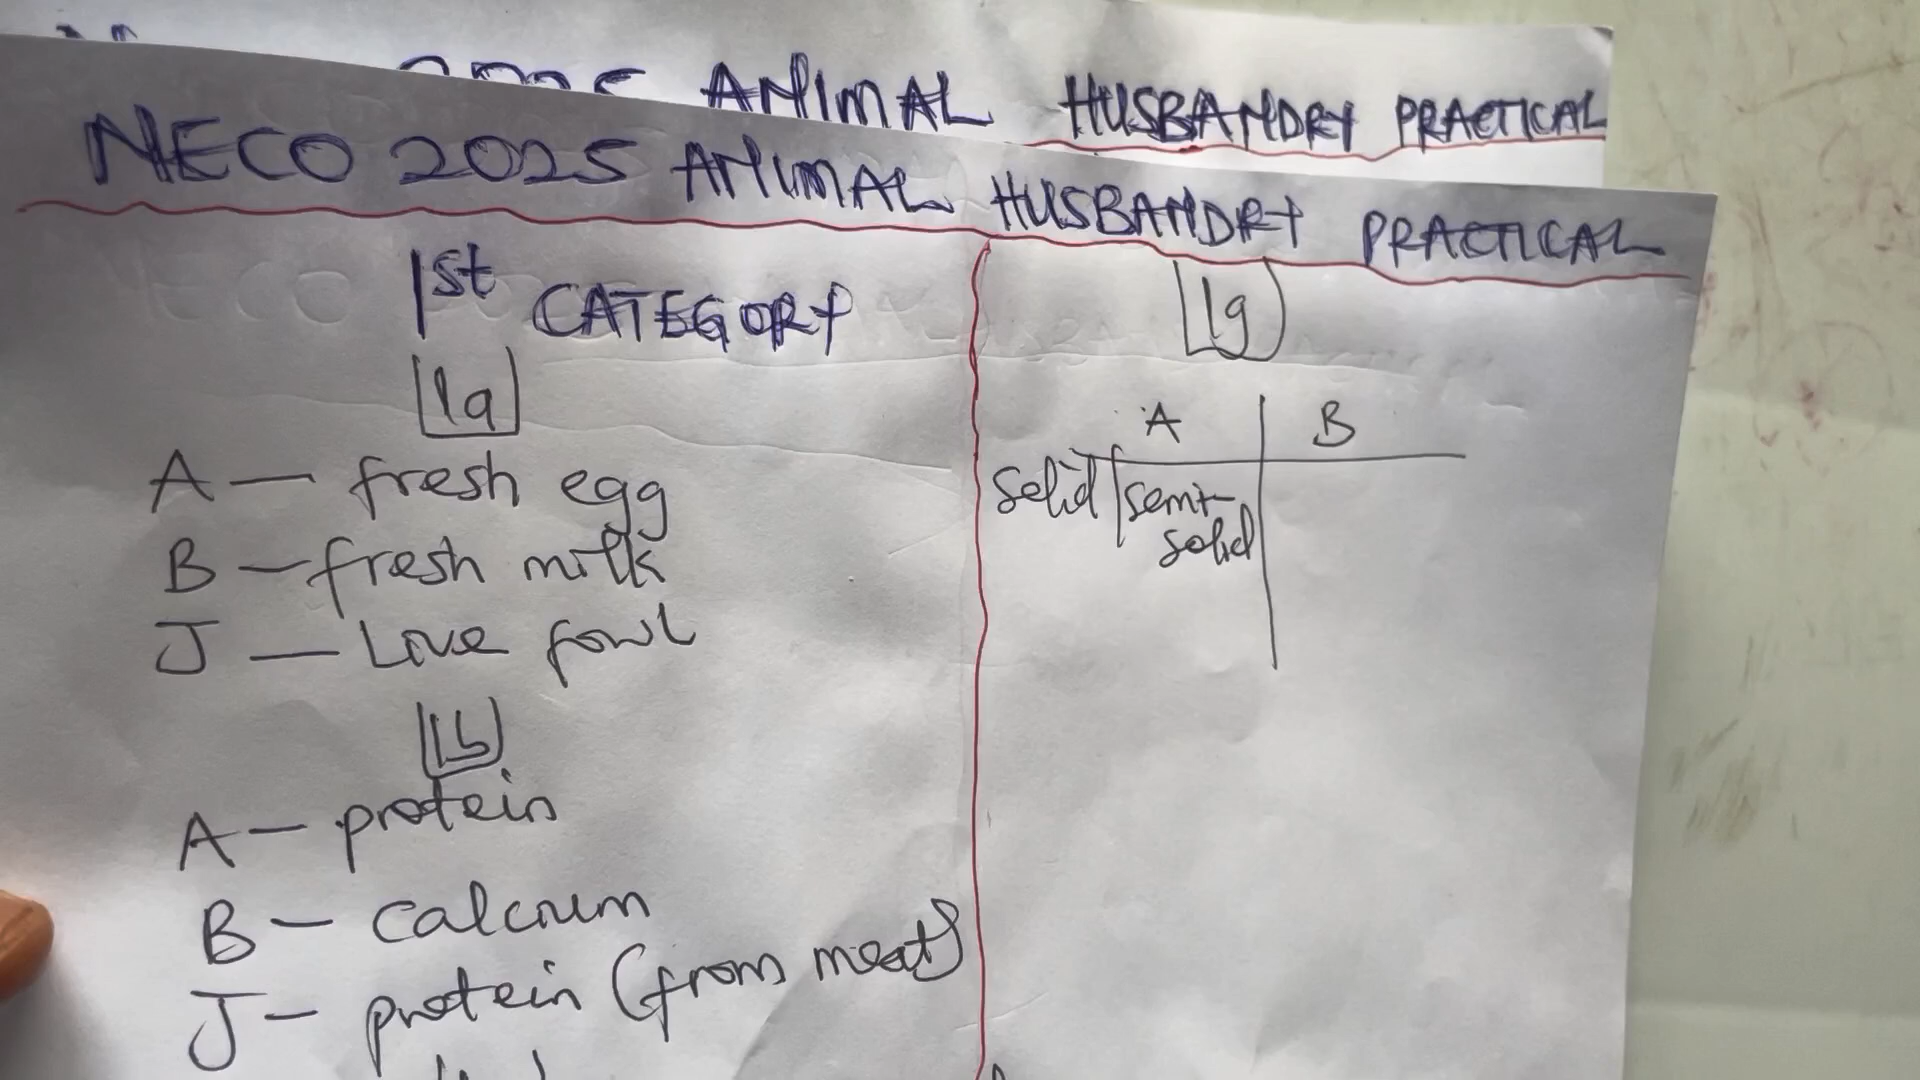 2025 ANIMAL HUSBANDRY PRACTICAL
NECO 2025 ANIMAL HUSBANDRY PRACTICAL
1st CATEGORY
1a
A — fresh egg
B — fresh milk
J — Live fowl
1b
A — protein
B — calcium
J — protein (from meat)
1g
A B
Solid semi-
solid